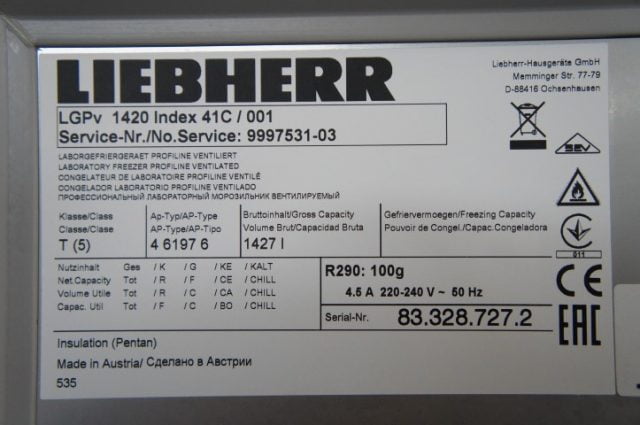 LIEBHERR
Liebherr-Hausgeräte GmbH
Memminger Str. 77-79
D-88416 Ochsenhausen
LGPv 1420 Index 41C / 001
Service-Nr./No.Service: 9997531-03
LABORGEFRIERGERAET PROFILINE VENTILIERT
LABORATORY FREEZER PROFILINE VENTILATED
CONGELATEUR DE LABORATOIRE PROFILINE VENTILÉ
CONGELADOR LABORATORIO PROFILINE VENTILADO
ПРОФЕССИОНАЛЬНЫЙ ЛАБОРАТОРНЫЙ МОРОЗИЛЬНИК ВЕНТИЛИРУЕМЫЙ
SEV
Klasse/Class Ap-Typ/AP-Type Bruttoinhalt/Gross Capacity Gefriervermoegen/Freezing Capacity
Classe/Clase AP-Type/AP-Tipo Volume Brut/Capacidad Bruta Pouvoir de Congel./Cap.Congeladora
T (5) 4 6197 6 1427 l
011
Nutzinhalt Ges / K / G / KE / KALT
Net.Capacity Tot / R / F / CE / CHILL
Volume Utile Tot / R / C / CA / CHILL
Capac. Util Tot / F / C / BO / CHILL
R290: 100g
4.5 A 220-240 V ~ 50 Hz
CE
Serial-Nr. 83.328.727.2
EAC
Insulation (Pentan)
Made in Austria/ Сделано в Австрии
535